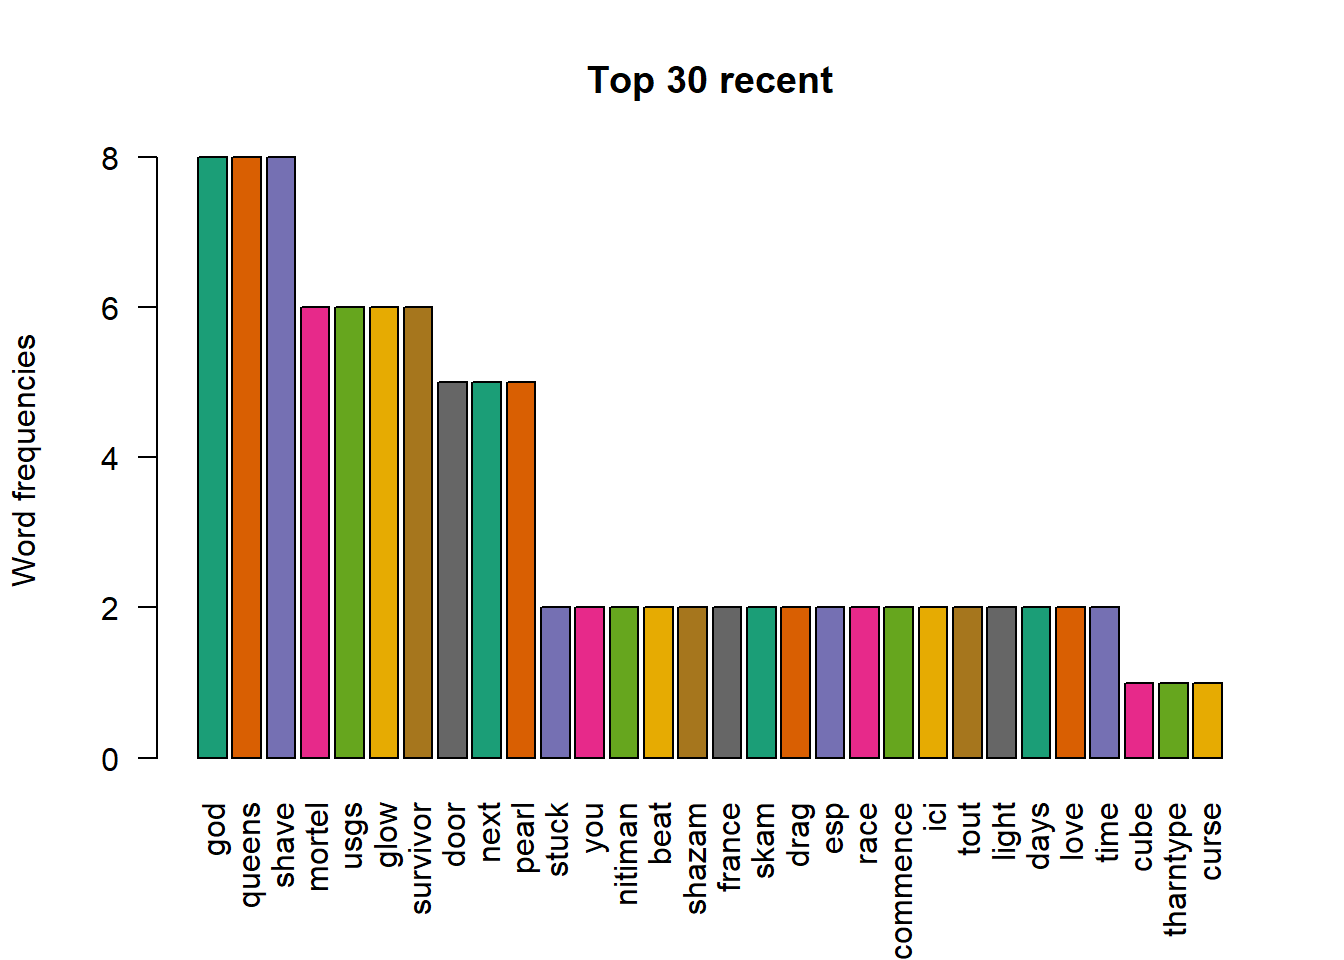 Top 30 recent
Word frequencies
8
6
4
2
0
god
queens
shave
mortel
usgs
glow
survivor
door
next
pearl
stuck
you
nitiman
beat
shazam
france
skam
drag
esp
race
commence
ici
tout
light
days
love
time
cube
tharntype
curse